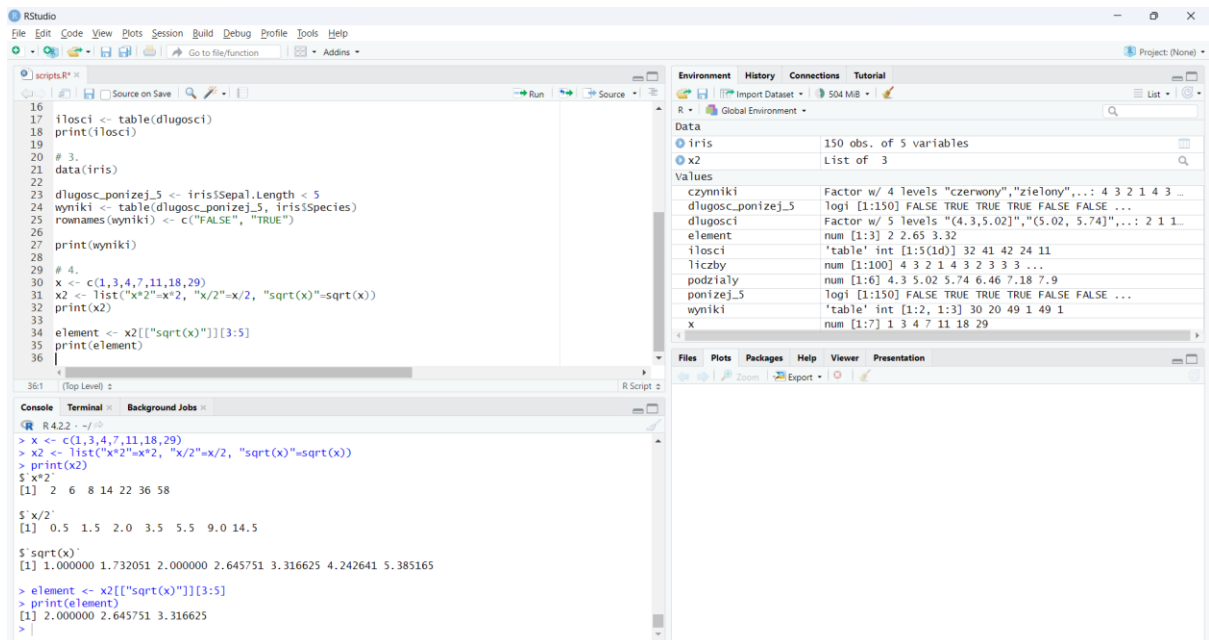 RStudio
File Edit Code View Plots Session Build Debug Profile Tools Help
Go to file/function Addins Project: (None)
scripts.R*
Source on Save Run Source
16
17 ilosci <- table(dlugosci)
18 print(ilosci)
19
20 # 3.
21 data(iris)
22
23 dlugosc_ponizej_5 <- iris$Sepal.Length < 5
24 wyniki <- table(dlugosc_ponizej_5, iris$Species)
25 rownames(wyniki) <- c("FALSE", "TRUE")
26
27 print(wyniki)
28
29 # 4.
30 x <- c(1,3,4,7,11,18,29)
31 x2 <- list("x*2"=x*2, "x/2"=x/2, "sqrt(x)"=sqrt(x))
32 print(x2)
33
34 element <- x2[["sqrt(x)"]][3:5]
35 print(element)
36
36:1 (Top Level) R Script
Console Terminal Background Jobs
R 4.2.2 · ~/
> x <- c(1,3,4,7,11,18,29)
> x2 <- list("x*2"=x*2, "x/2"=x/2, "sqrt(x)"=sqrt(x))
> print(x2)
$`x*2`
[1] 2 6 8 14 22 36 58
$`x/2`
[1] 0.5 1.5 2.0 3.5 5.5 9.0 14.5
$`sqrt(x)`
[1] 1.000000 1.732051 2.000000 2.645751 3.316625 4.242641 5.385165
> element <- x2[["sqrt(x)"]][3:5]
> print(element)
[1] 2.000000 2.645751 3.316625
>
Environment History Connections Tutorial
Import Dataset 504 MiB List
R Global Environment
Data
iris 150 obs. of 5 variables
x2 List of 3
Values
czynniki Factor w/ 4 levels "czerwony","zielony",..: 4 3 2 1 4 3 …
dlugosc_ponizej_5 logi [1:150] FALSE TRUE TRUE TRUE FALSE FALSE ...
dlugosci Factor w/ 5 levels "(4.3,5.02]","(5.02, 5.74]",..: 2 1 1…
element num [1:3] 2 2.65 3.32
ilosci 'table' int [1:5(1d)] 32 41 42 24 11
liczby num [1:100] 4 3 2 1 4 3 2 3 3 3 ...
podzialy num [1:6] 4.3 5.02 5.74 6.46 7.18 7.9
ponizej_5 logi [1:150] FALSE TRUE TRUE TRUE FALSE FALSE ...
wyniki 'table' int [1:2, 1:3] 30 20 49 1 49 1
x num [1:7] 1 3 4 7 11 18 29
Files Plots Packages Help Viewer Presentation
Zoom Export